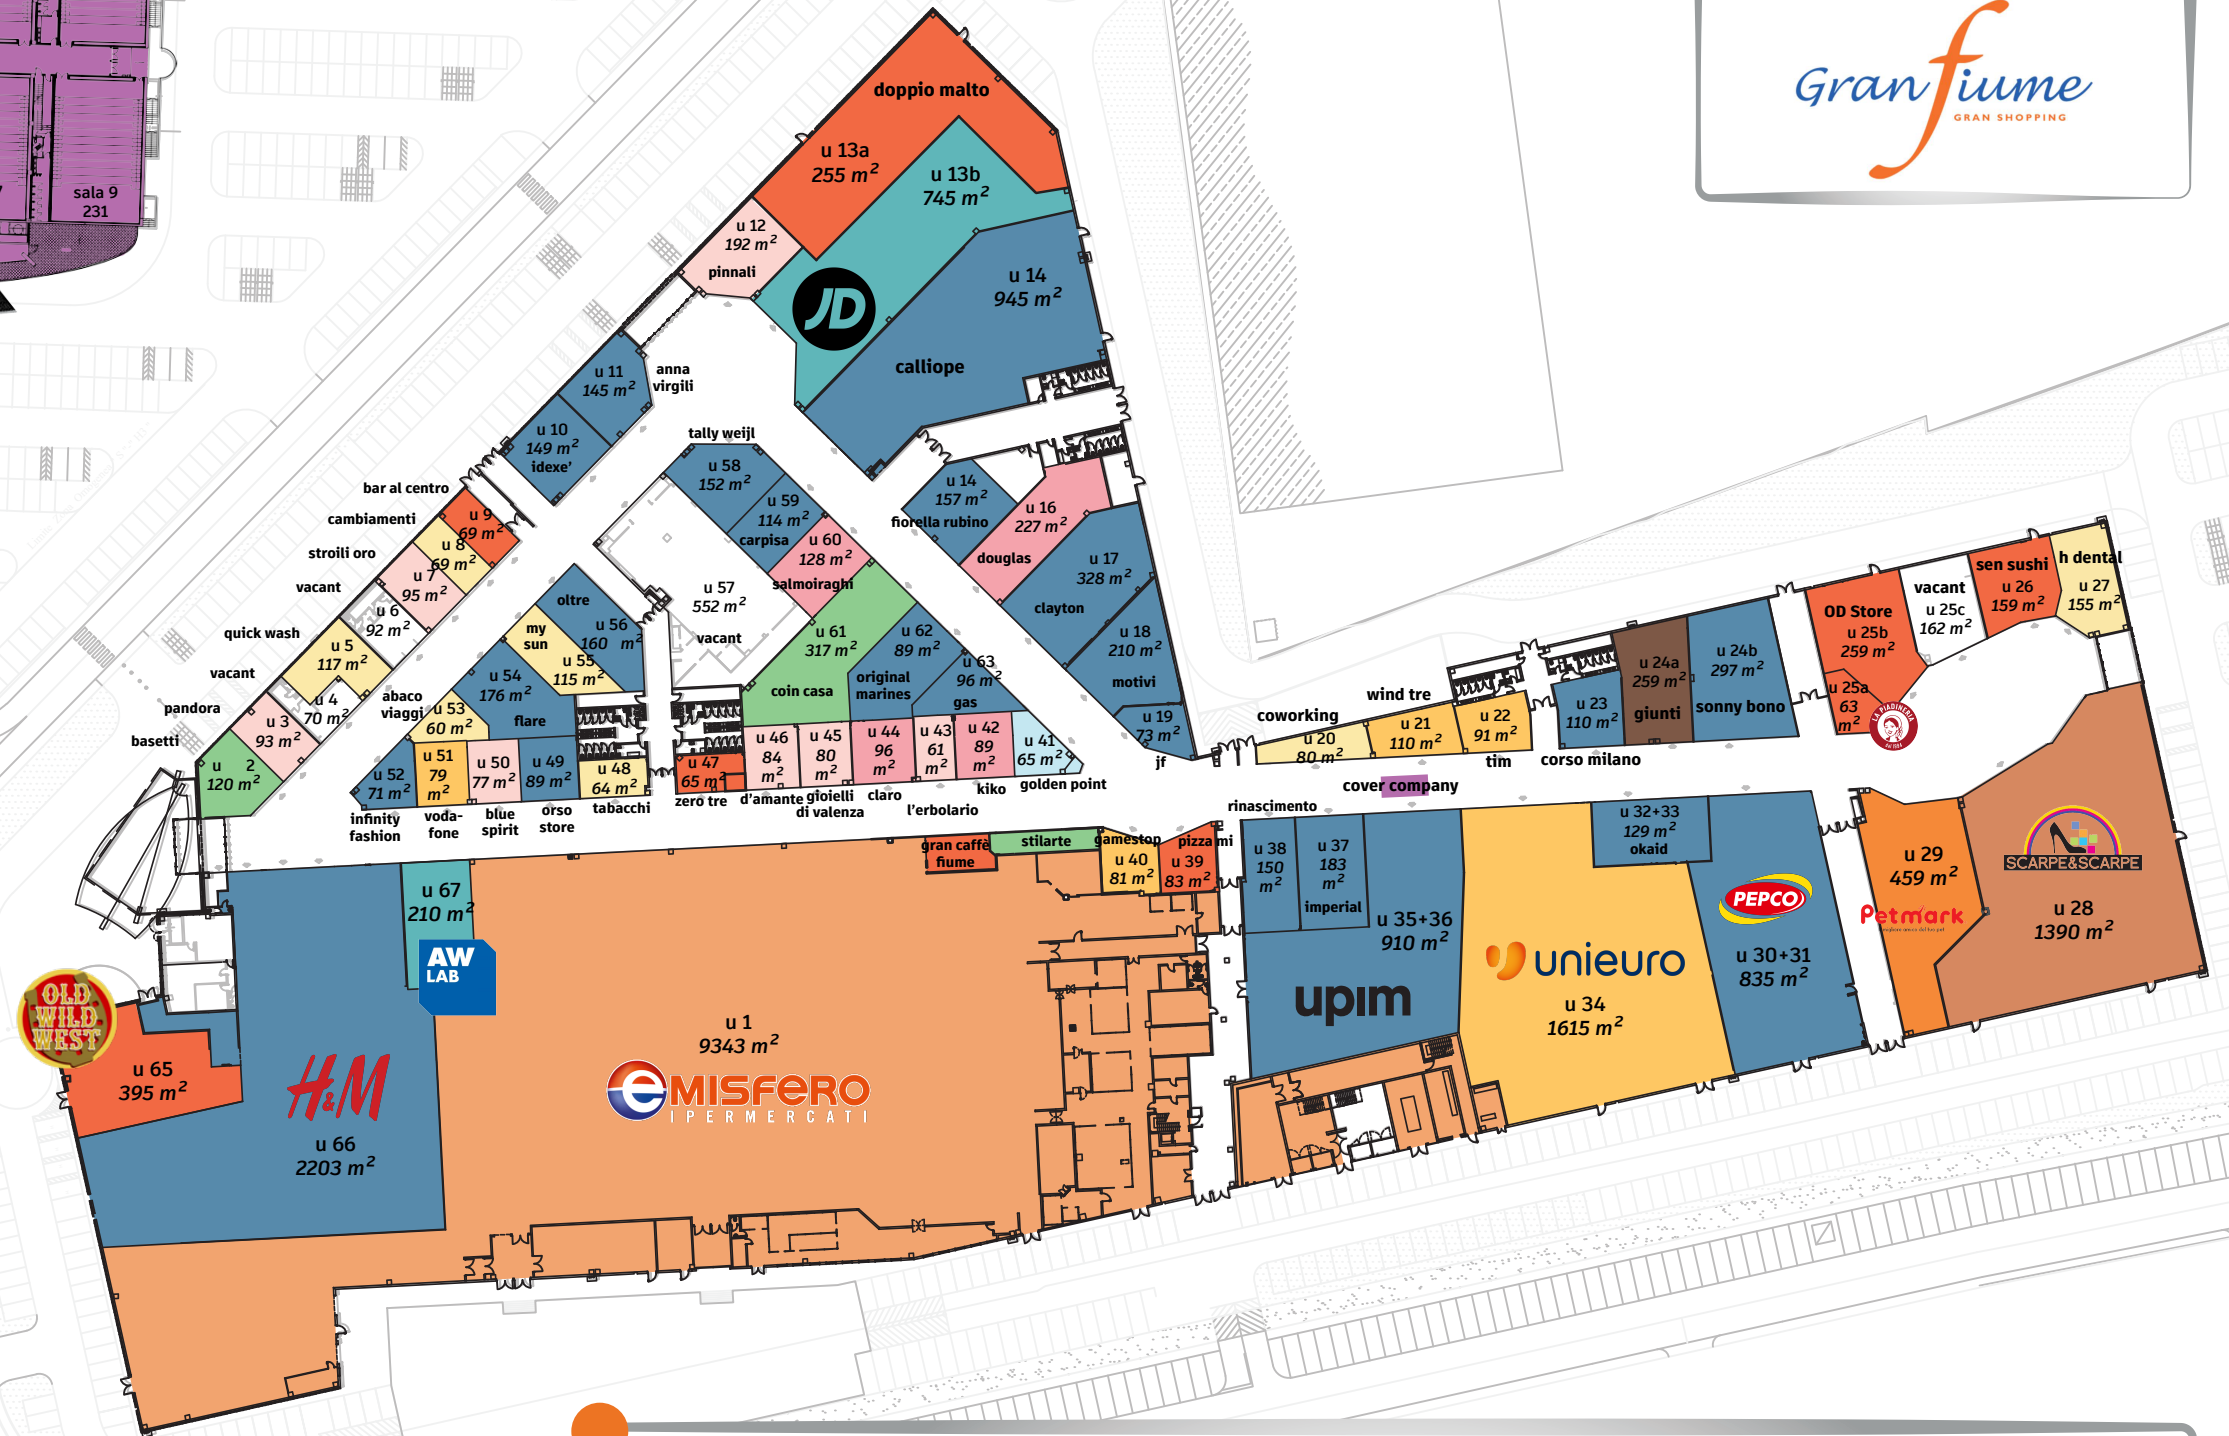 Gran fiume
GRAN SHOPPING
sala 9
231
doppio malto
u 13a
255 m²
u 13b
745 m²
JD
u 12
192 m²
pinnali
u 14
945 m²
calliope
u 11
145 m²
anna
virgili
u 10
149 m²
idexe'
bar al centro
u 9
69 m²
cambiamenti
u 8
69 m²
stroili oro
u 7
95 m²
vacant
u 6
92 m²
quick wash
u 5
117 m²
vacant
u 4
70 m²
pandora
u 3
93 m²
basetti
u 2
120 m²
tally weijl
u 58
152 m²
u 59
114 m²
carpisa
u 60
128 m²
salmoiraghi
u 57
552 m²
vacant
u 61
317 m²
coin casa
u 62
89 m²
original
marines
u 63
96 m²
gas
oltre
u 56
160 m²
my
sun
u 55
115 m²
u 54
176 m²
flare
abaco
viaggi
u 53
60 m²
u 52
71 m²
infinity
fashion
u 51
79
m²
voda-
fone
u 50
77 m²
blue
spirit
u 49
89 m²
orso
store
u 48
64 m²
tabacchi
u 47
65 m²
zero tre
u 46
84
m²
d'amante
u 45
80
m²
gioielli
di valenza
u 44
96
m²
claro
u 43
61
m²
l'erbolario
u 42
89
m²
kiko
u 41
65 m²
golden point
u 14
157 m²
fiorella rubino
u 16
227 m²
douglas
u 17
328 m²
clayton
u 18
210 m²
motivi
u 19
73 m²
jf
coworking
u 20
80 m²
wind tre
u 21
110 m²
u 22
91 m²
tim
u 23
110 m²
corso milano
u 24a
259 m²
giunti
u 24b
297 m²
sonny bono
OD Store
u 25b
259 m²
u 25a
63
m²
LA PIADINERIA
vacant
u 25c
162 m²
sen sushi
u 26
159 m²
h dental
u 27
155 m²
cover company
rinascimento
u 38
150
m²
u 37
183
m²
imperial
u 35+36
910 m²
upim
unieuro
u 34
1615 m²
u 32+33
129 m²
okaid
PEPCO
u 30+31
835 m²
u 29
459 m²
Petmark
SCARPE&SCARPE
u 28
1390 m²
gran caffè
fiume
stilarte
gamestop
u 40
81 m²
pizza mi
u 39
83 m²
u 67
210 m²
AW
LAB
OLD
WILD
WEST
u 65
395 m²
H&M
u 66
2203 m²
u 1
9343 m²
eMISFERO
IPERMERCATI